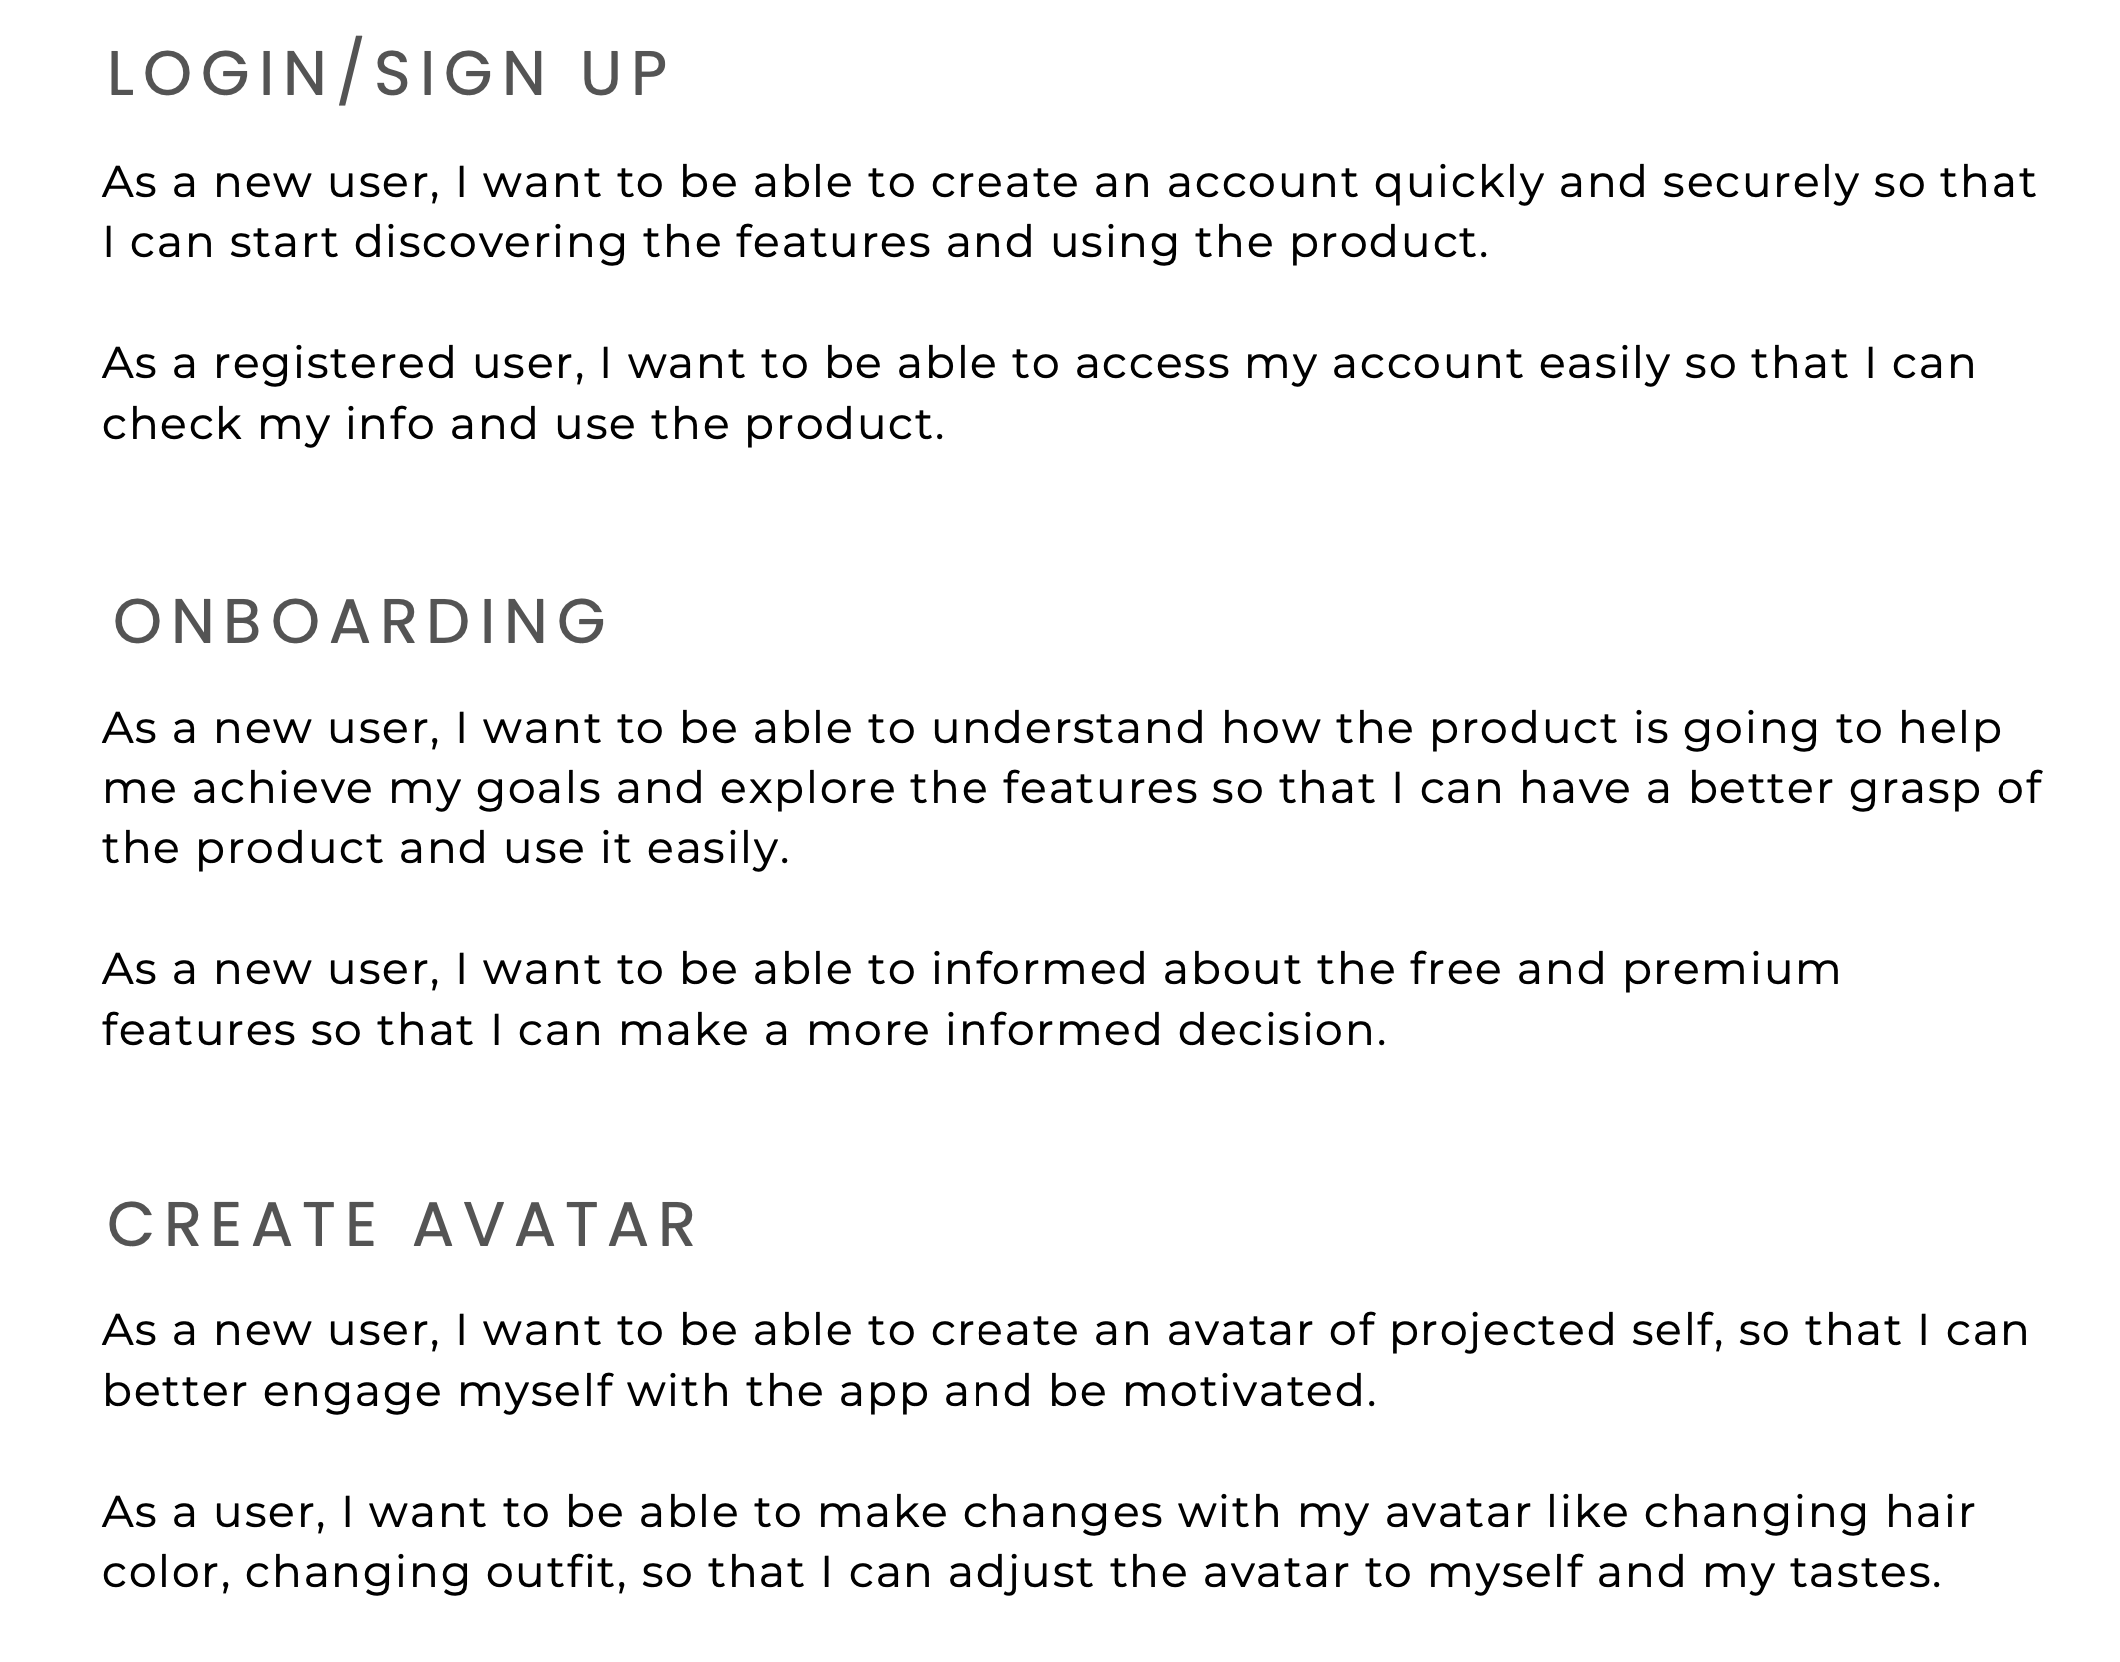 LOGIN/SIGN UP
As a new user, I want to be able to create an account quickly and securely so that
I can start discovering the features and using the product.
As a registered user, I want to be able to access my account easily so that I can
check my info and use the product.
ONBOARDING
As a new user, I want to be able to understand how the product is going to help
me achieve my goals and explore the features so that I can have a better grasp of
the product and use it easily.
As a new user, I want to be able to informed about the free and premium
features so that I can make a more informed decision.
CREATE AVATAR
As a new user, I want to be able to create an avatar of projected self, so that I can
better engage myself with the app and be motivated.
As a user, I want to be able to make changes with my avatar like changing hair
color, changing outfit, so that I can adjust the avatar to myself and my tastes.